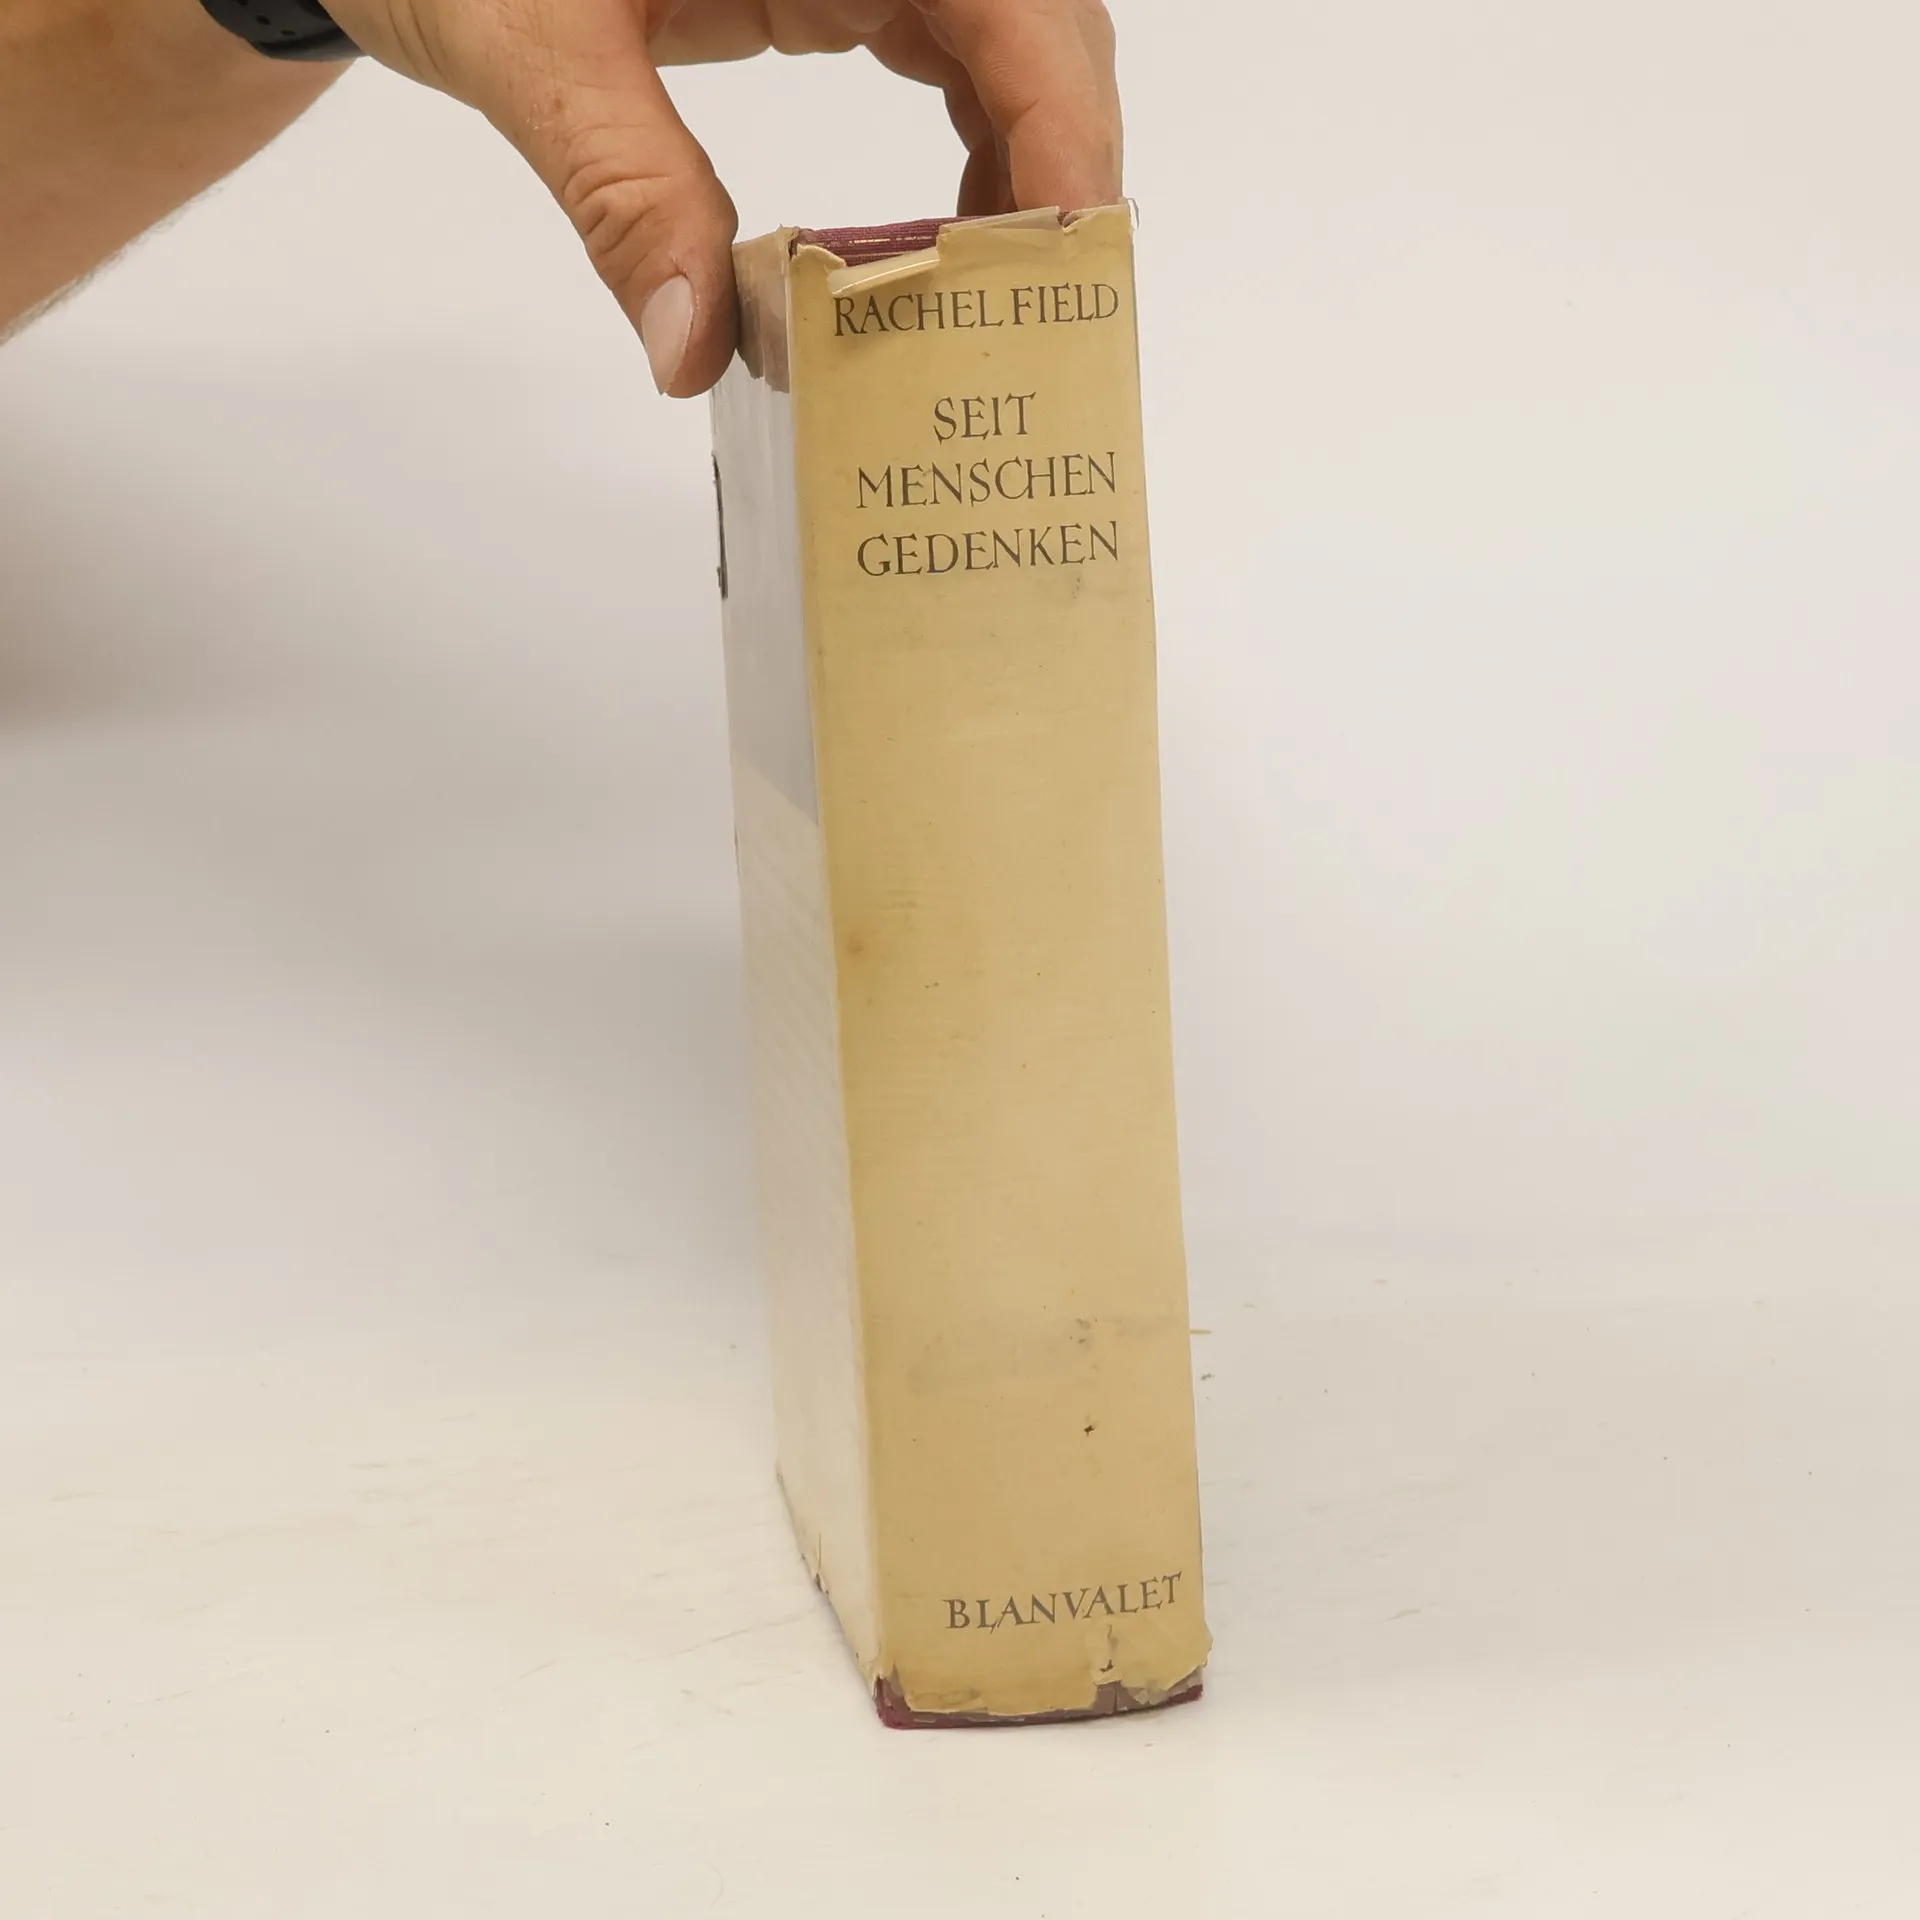 RACHEL FIELD
SEIT
MENSCHEN
GEDENKEN
BLANVALET